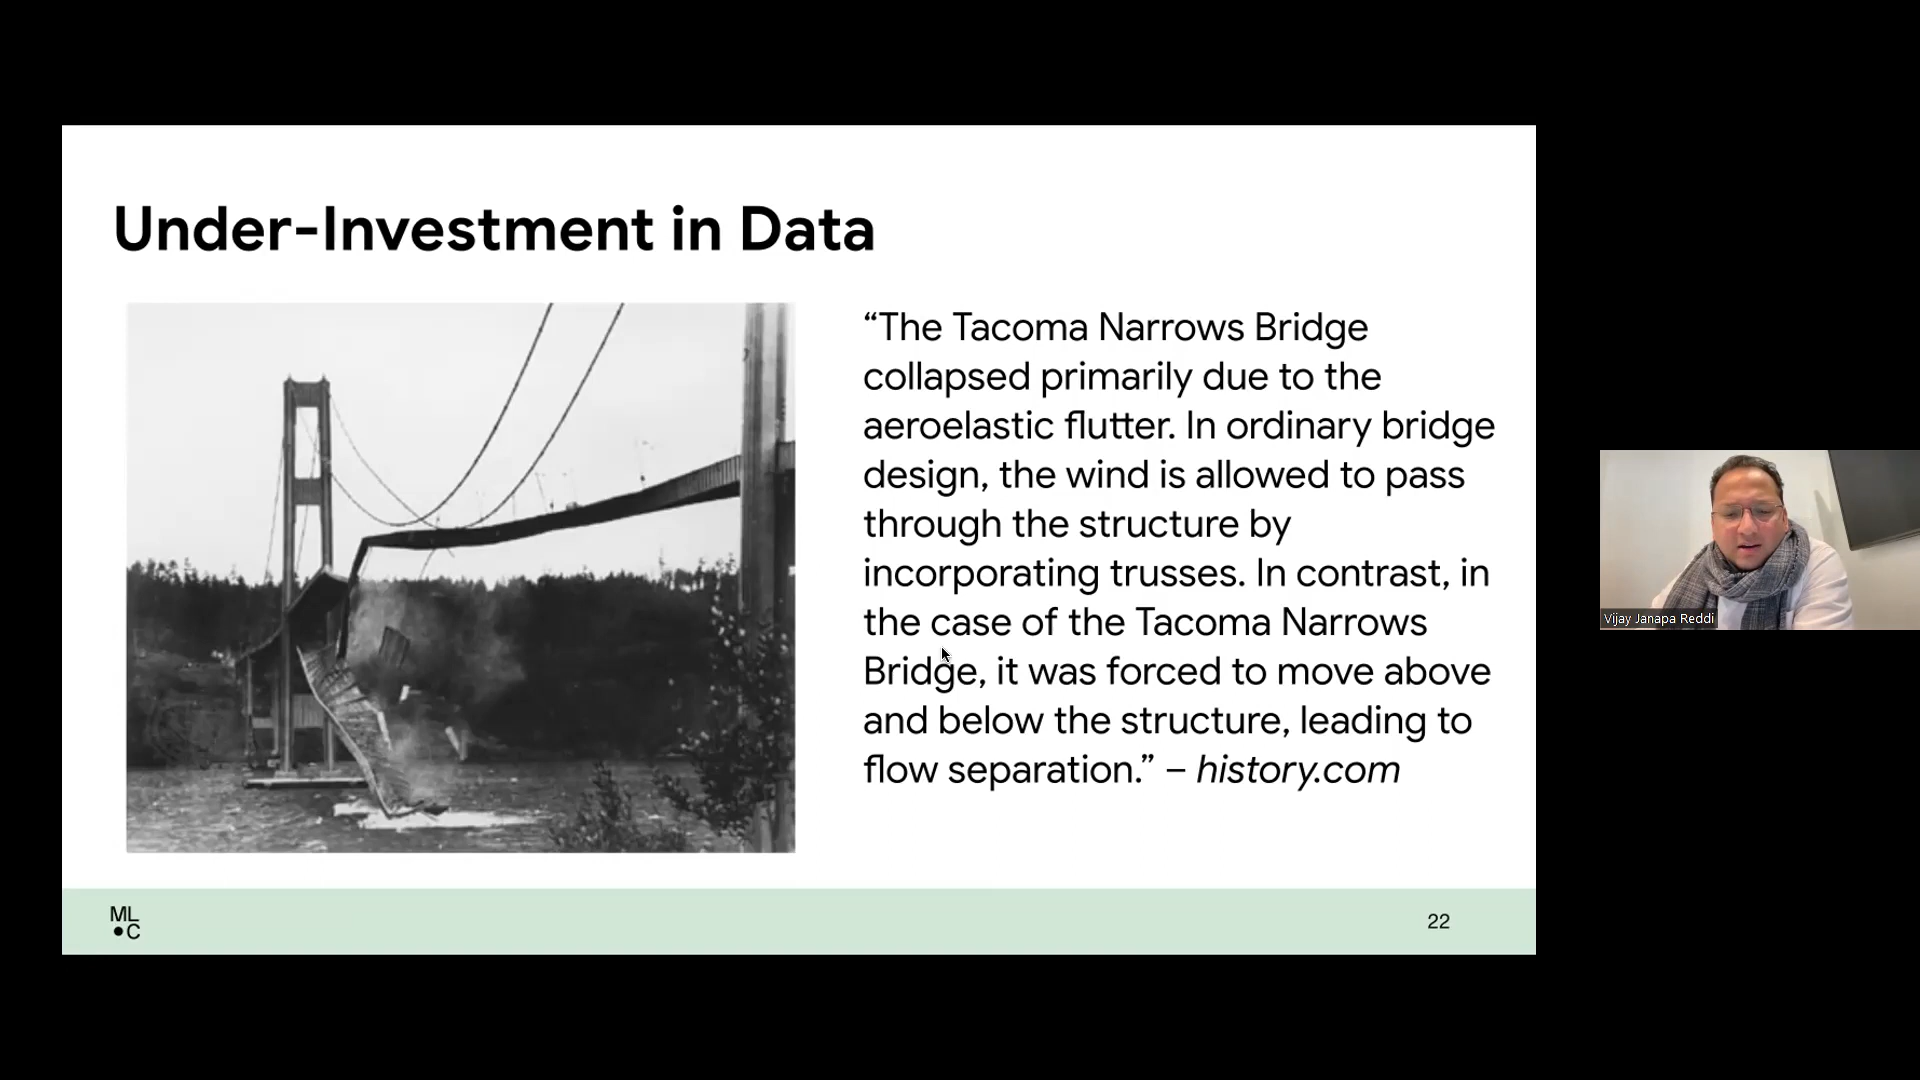 Under-Investment in Data
“The Tacoma Narrows Bridge
collapsed primarily due to the
aeroelastic flutter. In ordinary bridge
design, the wind is allowed to pass
through the structure by
incorporating trusses. In contrast, in
the case of the Tacoma Narrows
Bridge, it was forced to move above
and below the structure, leading to
flow separation.” – history.com
Vijay Janapa Reddi
ML
C
22